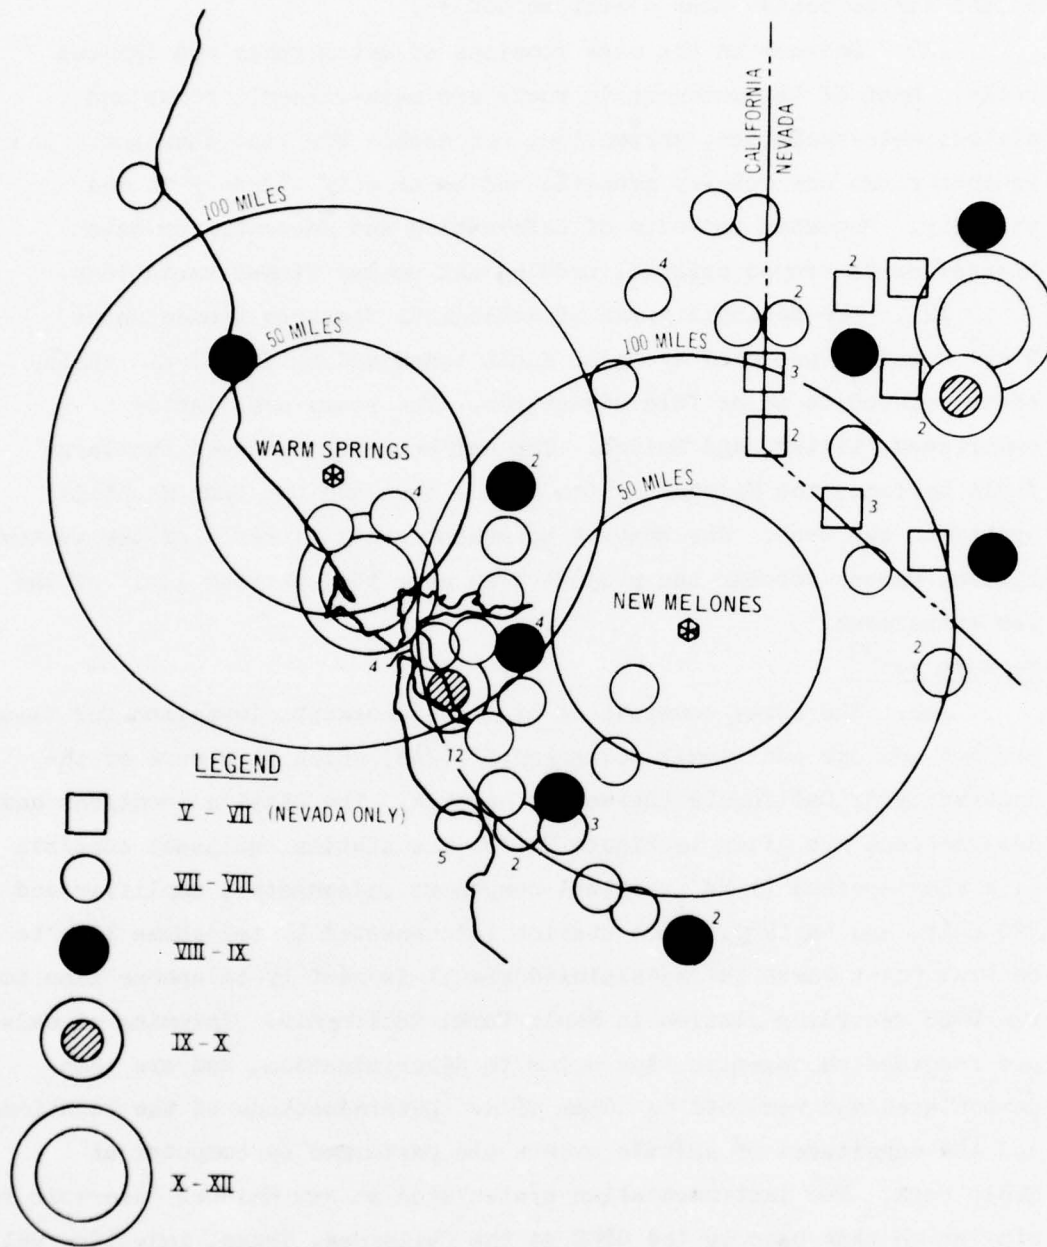 CALIFORNIA
NEVADA
100 MILES
4
2
2
2
50 MILES
100 MILES
3
2
2
WARM SPRINGS
4
2
50 MILES
3
NEW MELONES
4
4
2
12
LEGEND
V - VII (NEVADA ONLY)
5
2
3
VII - VIII
2
VIII - IX
IX - X
X - XII